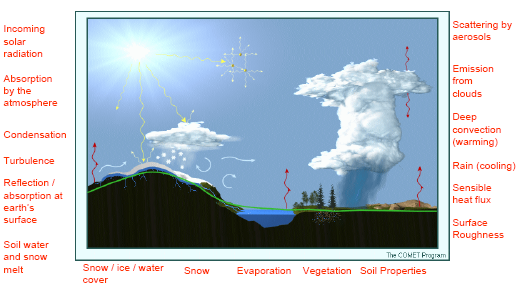 Incoming
solar
radiation
Absorption
by the
atmosphere
Condensation
Turbulence
Reflection /
absorption at
earth's
surface
Soil water
and snow
melt
Snow / ice / water
cover
Snow
Evaporation
Vegetation
Soil Properties
Scattering by
aerosols
Emission
from
clouds
Deep
convection
(warming)
Rain (cooling)
Sensible
heat flux
Surface
Roughness
The COMET Program